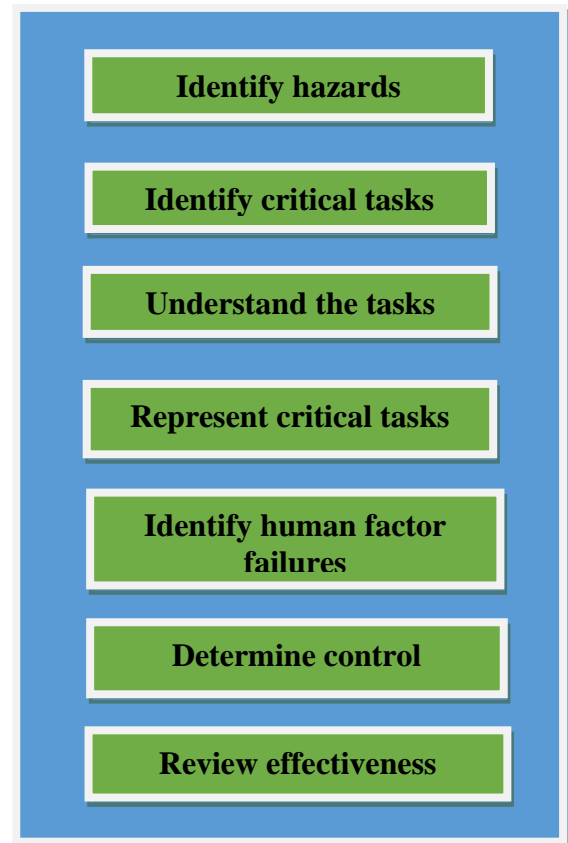 Identify hazards
Identify critical tasks
Understand the tasks
Represent critical tasks
Identify human factor
failures
Determine control
Review effectiveness